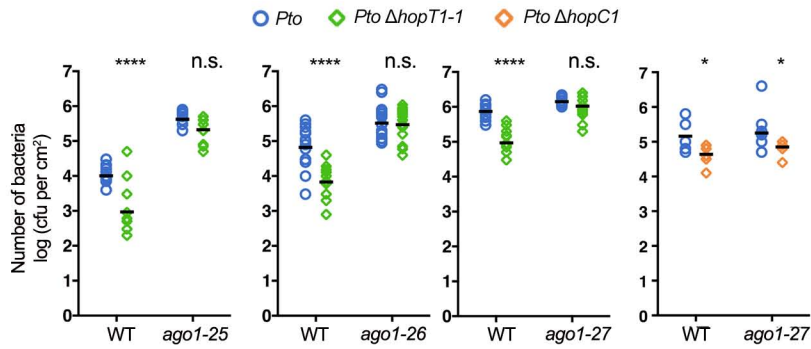 Pto Pto ΔhopT1-1 Pto ΔhopC1
**** n.s. **** n.s. **** n.s. * *
7 7 7 7
6 6 6 6
5 5 5 5
4 4 4 4
3 3 3 3
2 2 2 2
1 1 1 1
0 0 0 0
Number of bacteria
log (cfu per cm²)
WT ago1-25 WT ago1-26 WT ago1-27 WT ago1-27